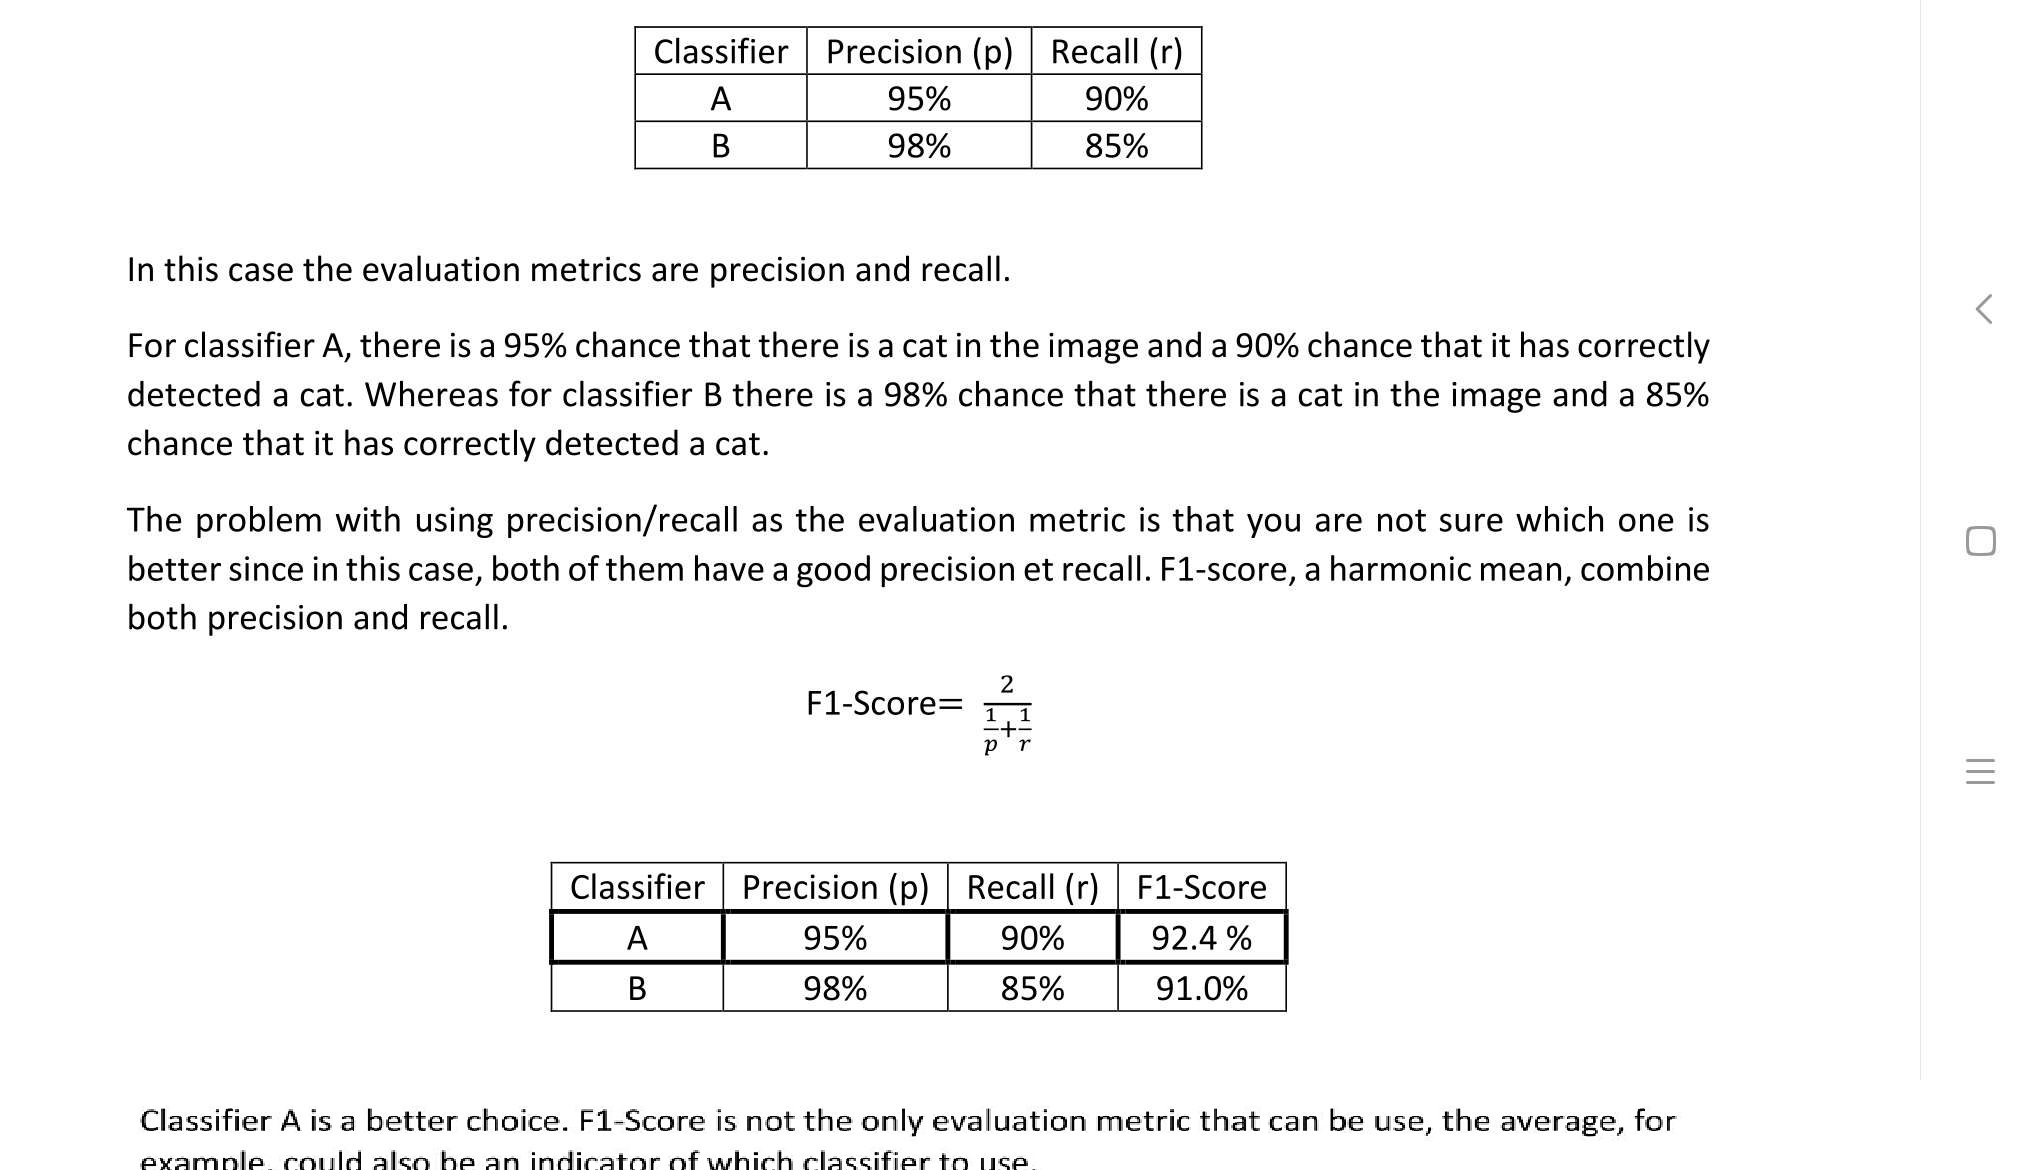 Classifier Precision (p) Recall (r)
A 95% 90%
B 98% 85%
In this case the evaluation metrics are precision and recall.
For classifier A, there is a 95% chance that there is a cat in the image and a 90% chance that it has correctly
detected a cat. Whereas for classifier B there is a 98% chance that there is a cat in the image and a 85%
chance that it has correctly detected a cat.
The problem with using precision/recall as the evaluation metric is that you are not sure which one is
better since in this case, both of them have a good precision et recall. F1-score, a harmonic mean, combine
both precision and recall.
F1-Score= 2/(1/p+1/r)
Classifier Precision (p) Recall (r) F1-Score
A 95% 90% 92.4 %
B 98% 85% 91.0%
Classifier A is a better choice. F1-Score is not the only evaluation metric that can be use, the average, for
example, could also be an indicator of which classifier to use.